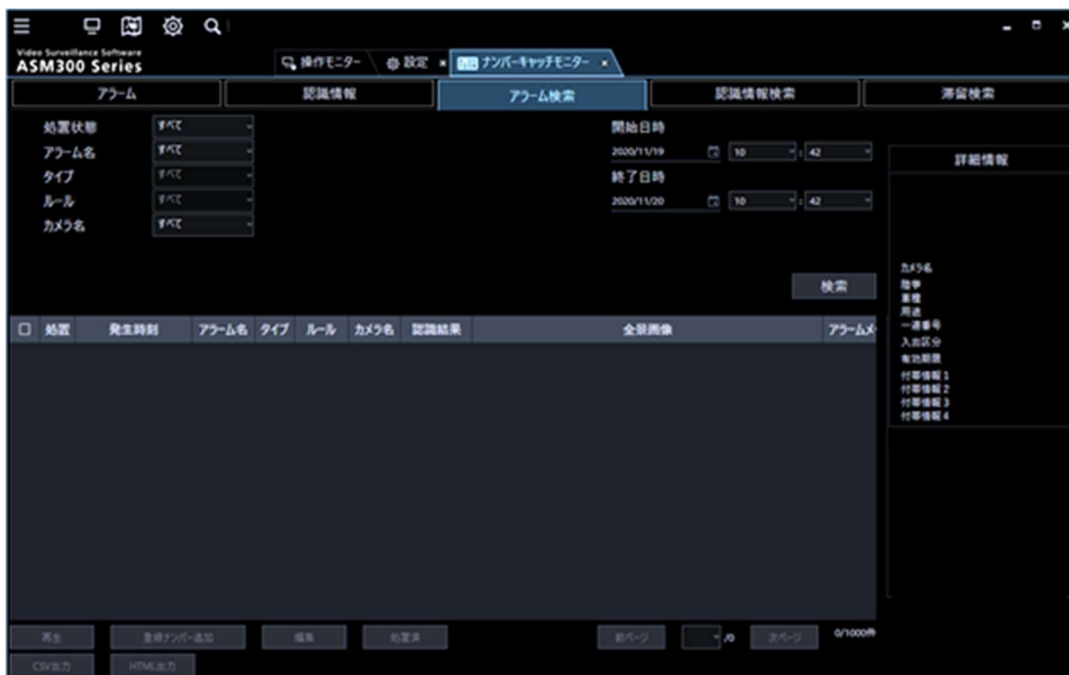 Video Surveillance Software
ASM300 Series
操作モニター 設定 ナンバーキャッチモニター
アラーム 認識情報 アラーム検索 認識情報検索 滞留検索
処置状態 すべて 開始日時
アラーム名 すべて 2020/11/19 10 : 42
詳細情報
タイプ すべて 終了日時
ルール すべて 2020/11/20 10 : 42
カメラ名 すべて
検索
カメラ名
陸事
車種
用途
一連番号
入出区分
有効期限
付帯情報 1
付帯情報 2
付帯情報 3
付帯情報 4
処置 発生時刻 アラーム名 タイプ ルール カメラ名 認識結果 全景画像 アラームメ
再生 登録ナンバー追加 編集 処置済 前ページ /0 次ページ 0/1000件
CSV出力 HTML出力